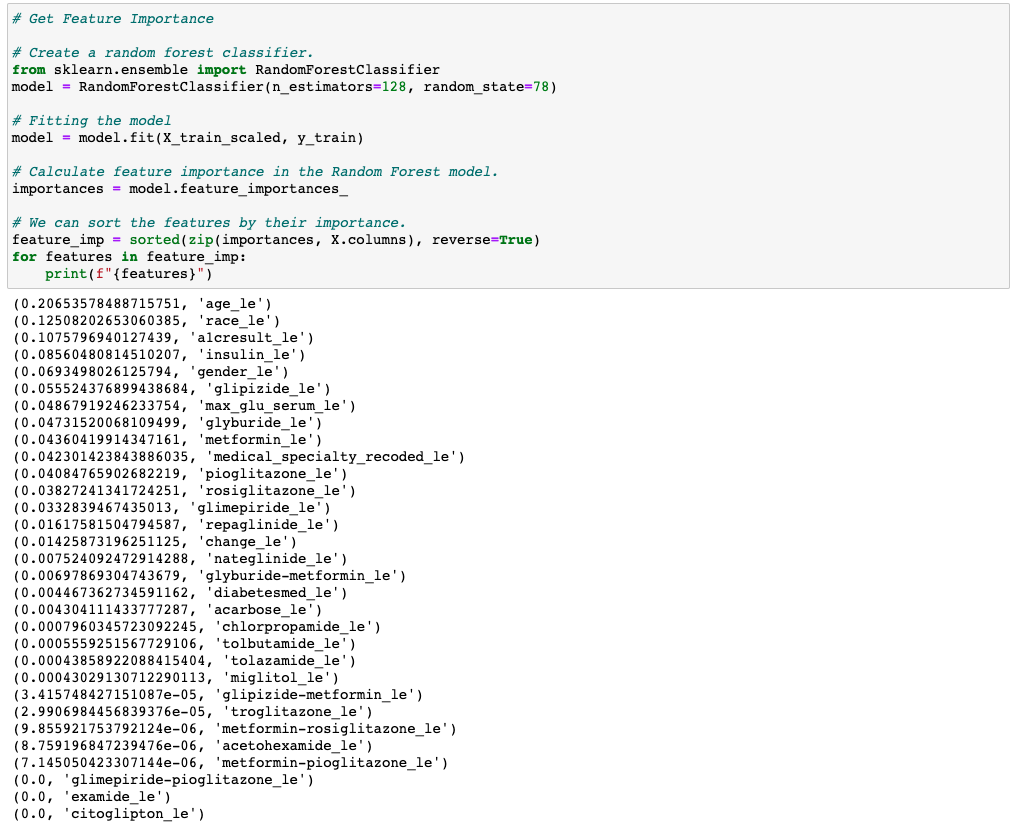 # Get Feature Importance
# Create a random forest classifier.
from sklearn.ensemble import RandomForestClassifier
model = RandomForestClassifier(n_estimators=128, random_state=78)
# Fitting the model
model = model.fit(X_train_scaled, y_train)
# Calculate feature importance in the Random Forest model.
importances = model.feature_importances_
# We can sort the features by their importance.
feature_imp = sorted(zip(importances, X.columns), reverse=True)
for features in feature_imp:
    print(f"{features}")
(0.20653578488715751, 'age_le')
(0.12508202653060385, 'race_le')
(0.1075796940127439, 'a1cresult_le')
(0.08560480814510207, 'insulin_le')
(0.0693498026125794, 'gender_le')
(0.055524376899438684, 'glipizide_le')
(0.04867919246233754, 'max_glu_serum_le')
(0.04731520068109499, 'glyburide_le')
(0.04360419914347161, 'metformin_le')
(0.042301423843886035, 'medical_specialty_recoded_le')
(0.04084765902682219, 'pioglitazone_le')
(0.03827241341724251, 'rosiglitazone_le')
(0.0332839467435013, 'glimepiride_le')
(0.01617581504794587, 'repaglinide_le')
(0.01425873196251125, 'change_le')
(0.007524092472914288, 'nateglinide_le')
(0.00697869304743679, 'glyburide-metformin_le')
(0.004467362734591162, 'diabetesmed_le')
(0.004304111433777287, 'acarbose_le')
(0.0007960345723092245, 'chlorpropamide_le')
(0.0005559251567729106, 'tolbutamide_le')
(0.00043858922088415404, 'tolazamide_le')
(0.00043029130712290113, 'miglitol_le')
(3.415748427151087e-05, 'glipizide-metformin_le')
(2.9906984456839376e-05, 'troglitazone_le')
(9.855921753792124e-06, 'metformin-rosiglitazone_le')
(8.759196847239476e-06, 'acetohexamide_le')
(7.145050423307144e-06, 'metformin-pioglitazone_le')
(0.0, 'glimepiride-pioglitazone_le')
(0.0, 'examide_le')
(0.0, 'citoglipton_le')